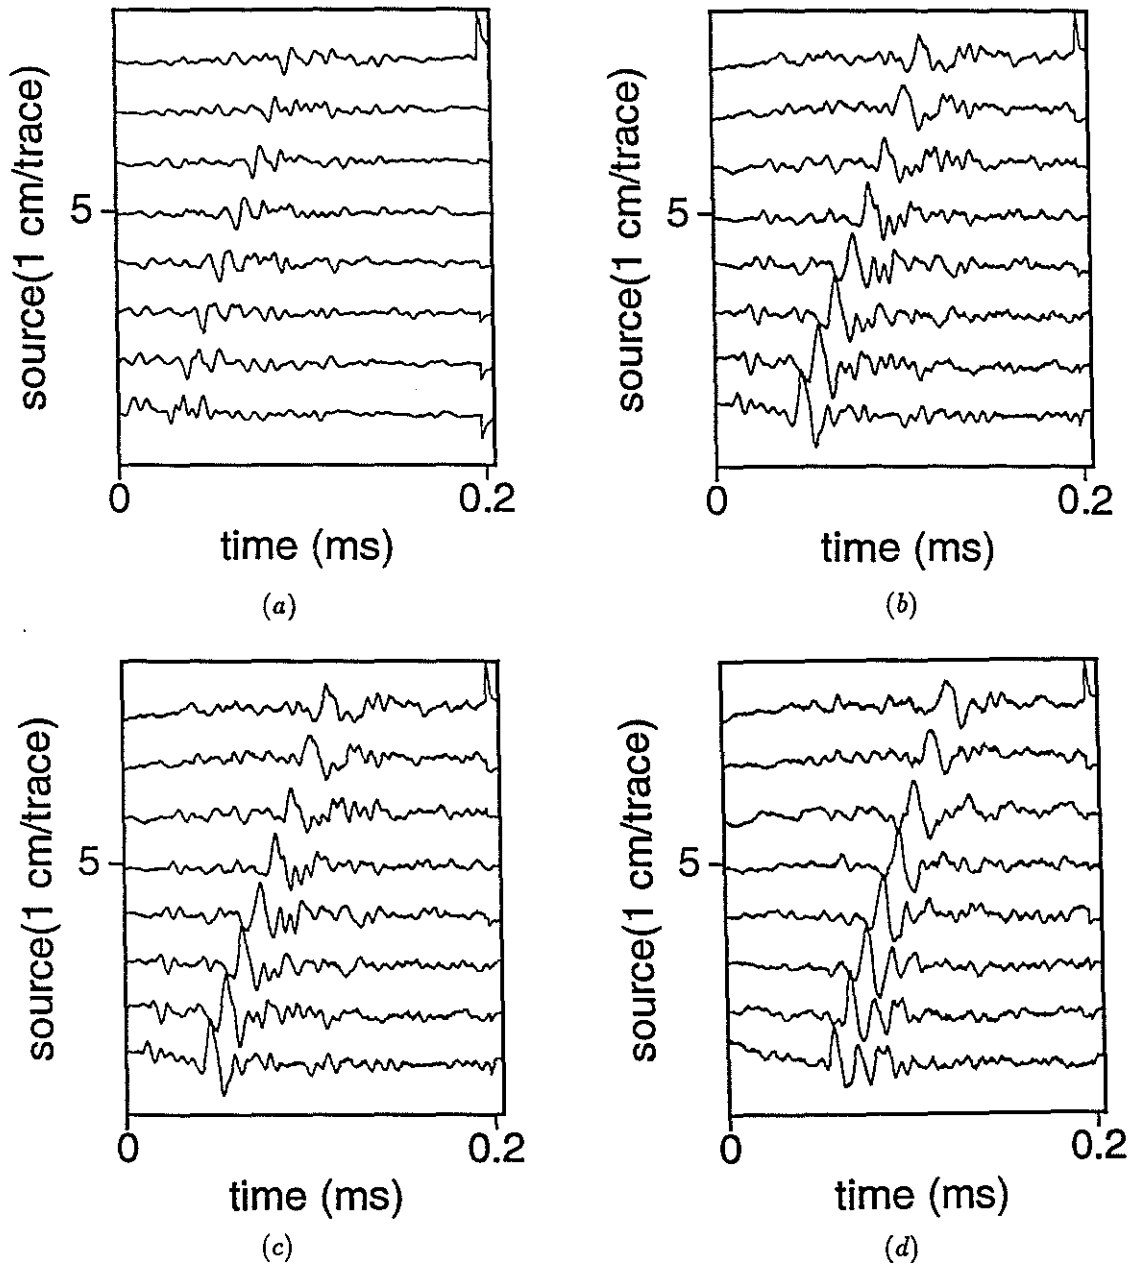 source(1 cm/trace)
5
0
0.2
time (ms)
(a)
source(1 cm/trace)
5
0
0.2
time (ms)
(b)
source(1 cm/trace)
5
0
0.2
time (ms)
(c)
source(1 cm/trace)
5
0
0.2
time (ms)
(d)